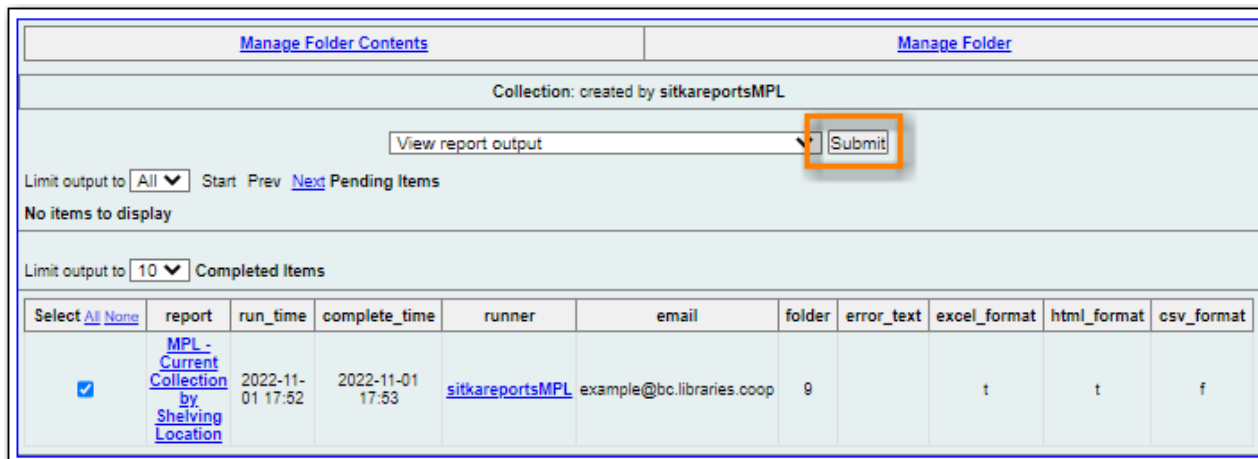 Manage Folder Contents Manage Folder
Collection: created by sitkareportsMPL
View report output Submit
Limit output to All Start Prev Next Pending Items
No items to display
Limit output to 10 Completed Items
Select All None report run_time complete_time runner email folder error_text excel_format html_format csv_format
MPL -
Current
Collection
by
Shelving
Location
2022-11-
01 17:52
2022-11-01
17:53
sitkareportsMPL example@bc.libraries.coop 9 t t f